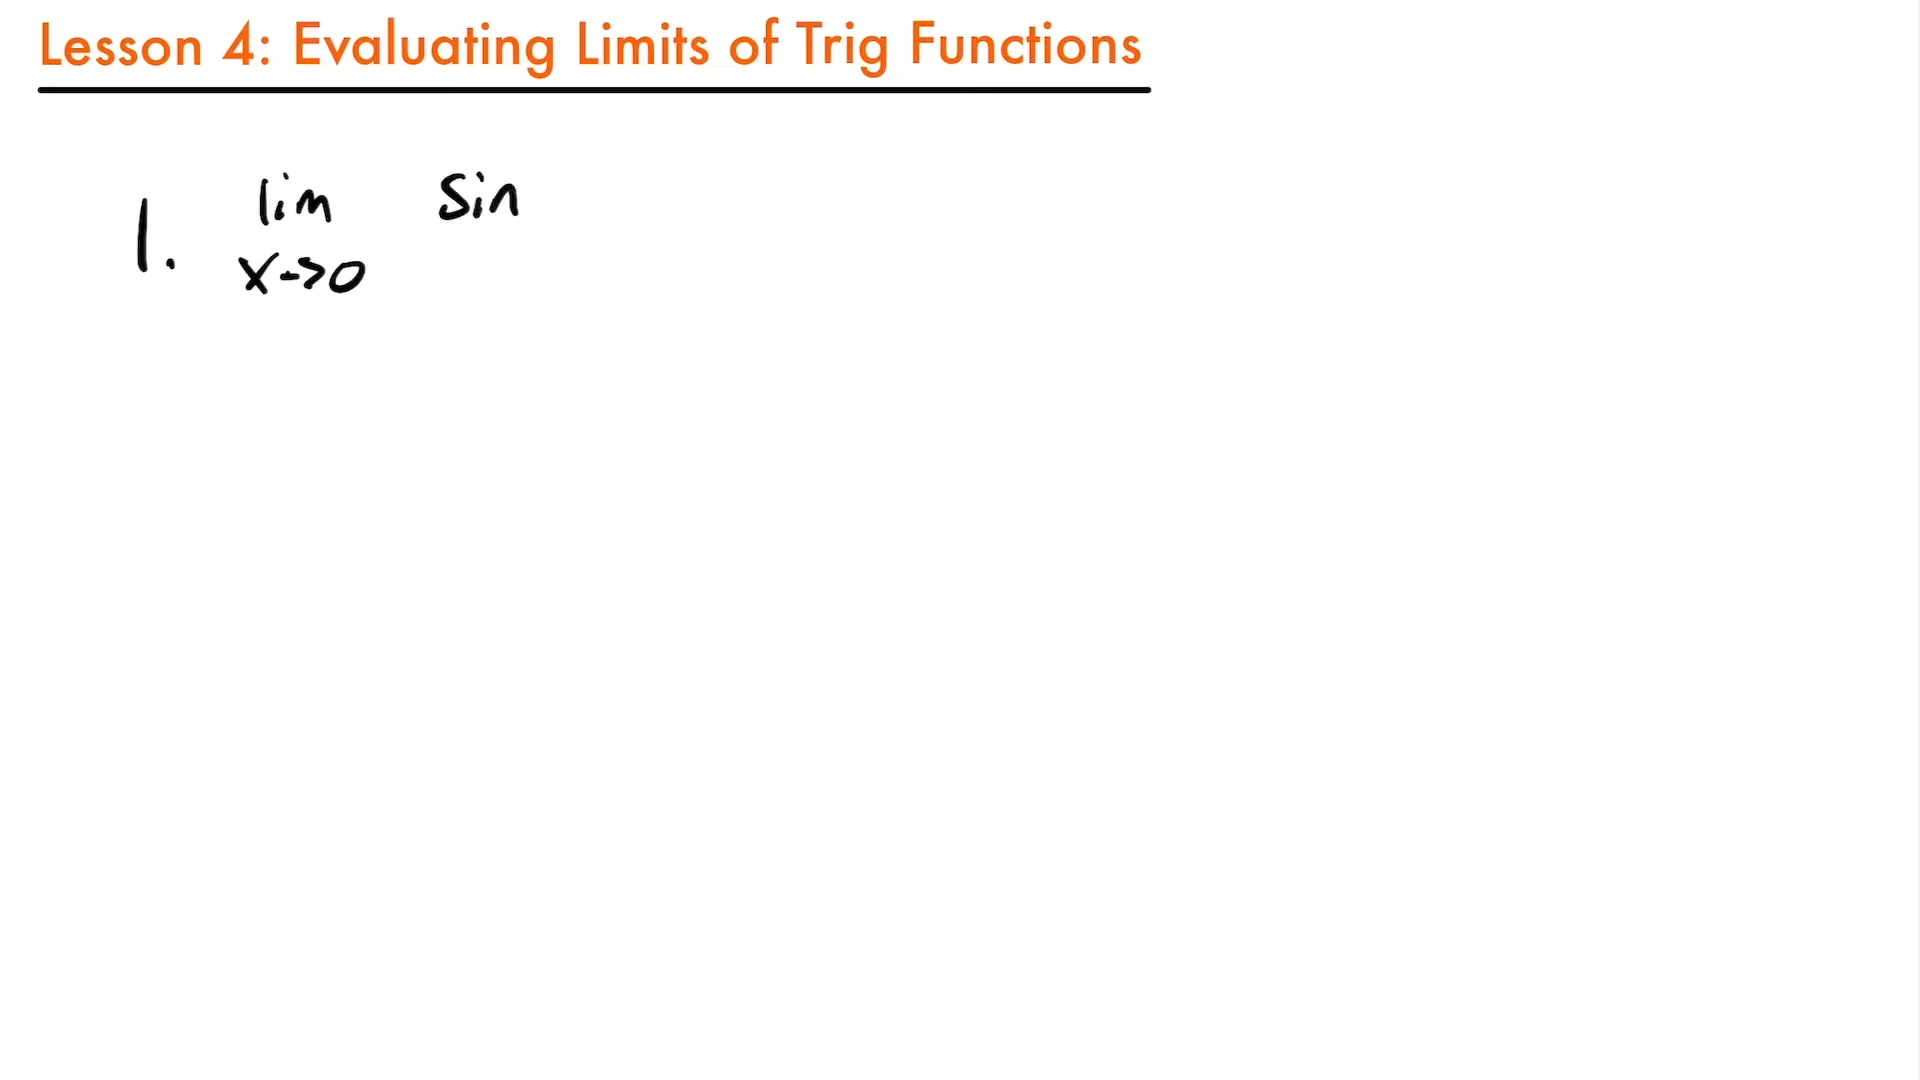 Lesson 4: Evaluating Limits of Trig Functions
1. lim sin
x->0